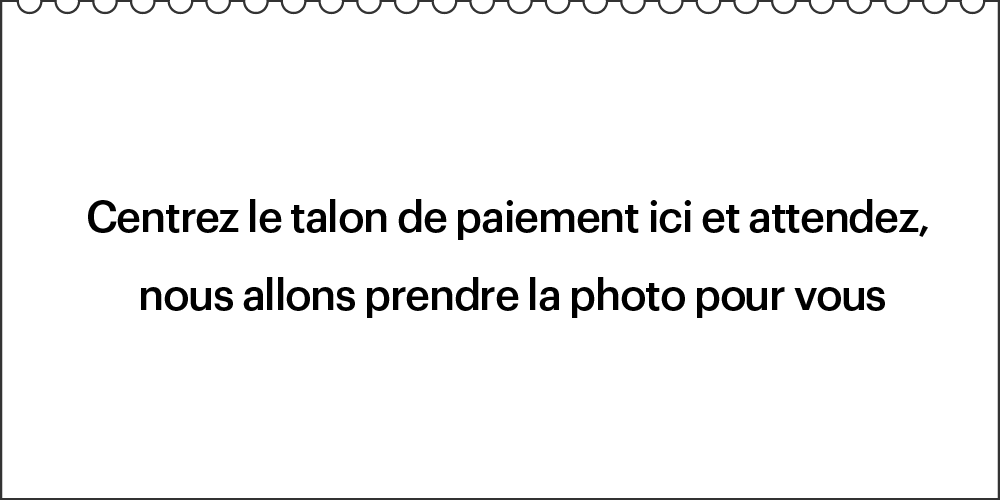 Centrez le talon de paiement ici et attendez,
nous allons prendre la photo pour vous